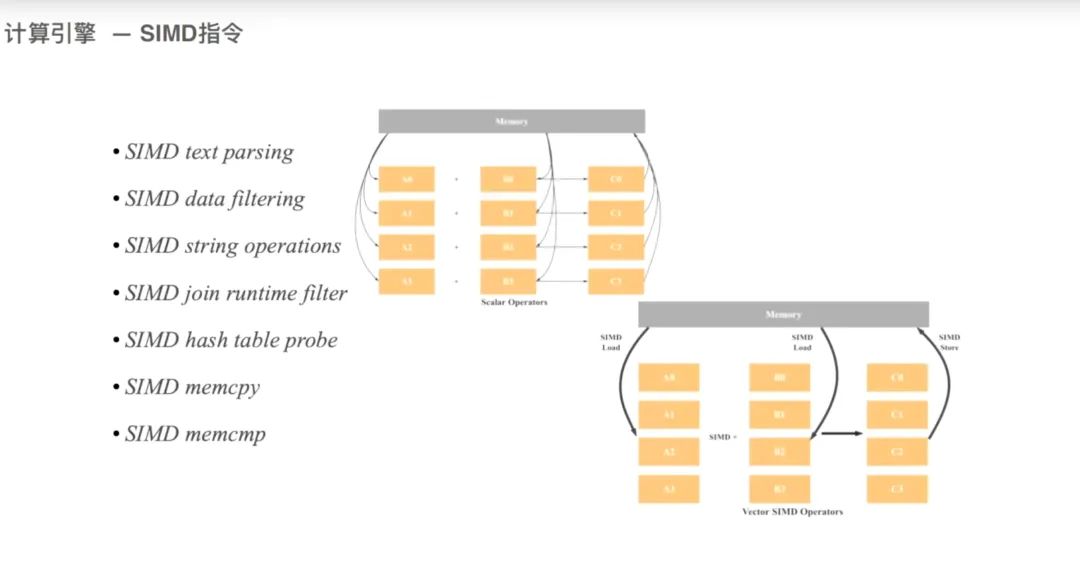 计算引擎 — SIMD指令
• SIMD text parsing
• SIMD data filtering
• SIMD string operations
• SIMD join runtime filter
• SIMD hash table probe
• SIMD memcpy
• SIMD memcmp
Memory
A0 + B0 C0
A1 + B1 C1
A2 + C2
+ C3
Scalar Operators
Memory
SIMD Load
SIMD Load
SIMD Store
A0 B0 C0
A1 B1 C1
SIMD +
A2 B2 C2
A3 B3 C3
Vector SIMD Operators